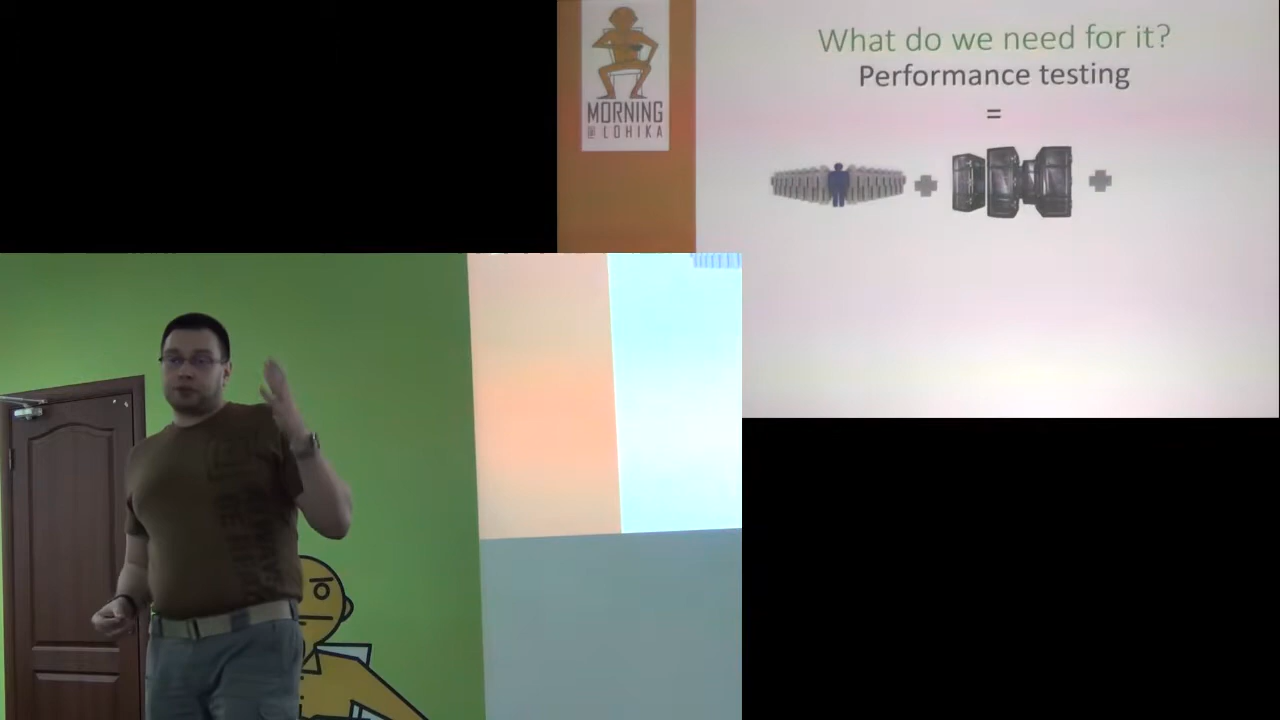 What do we need for it?
Performance testing
=
MORNING
@ LOHIKA